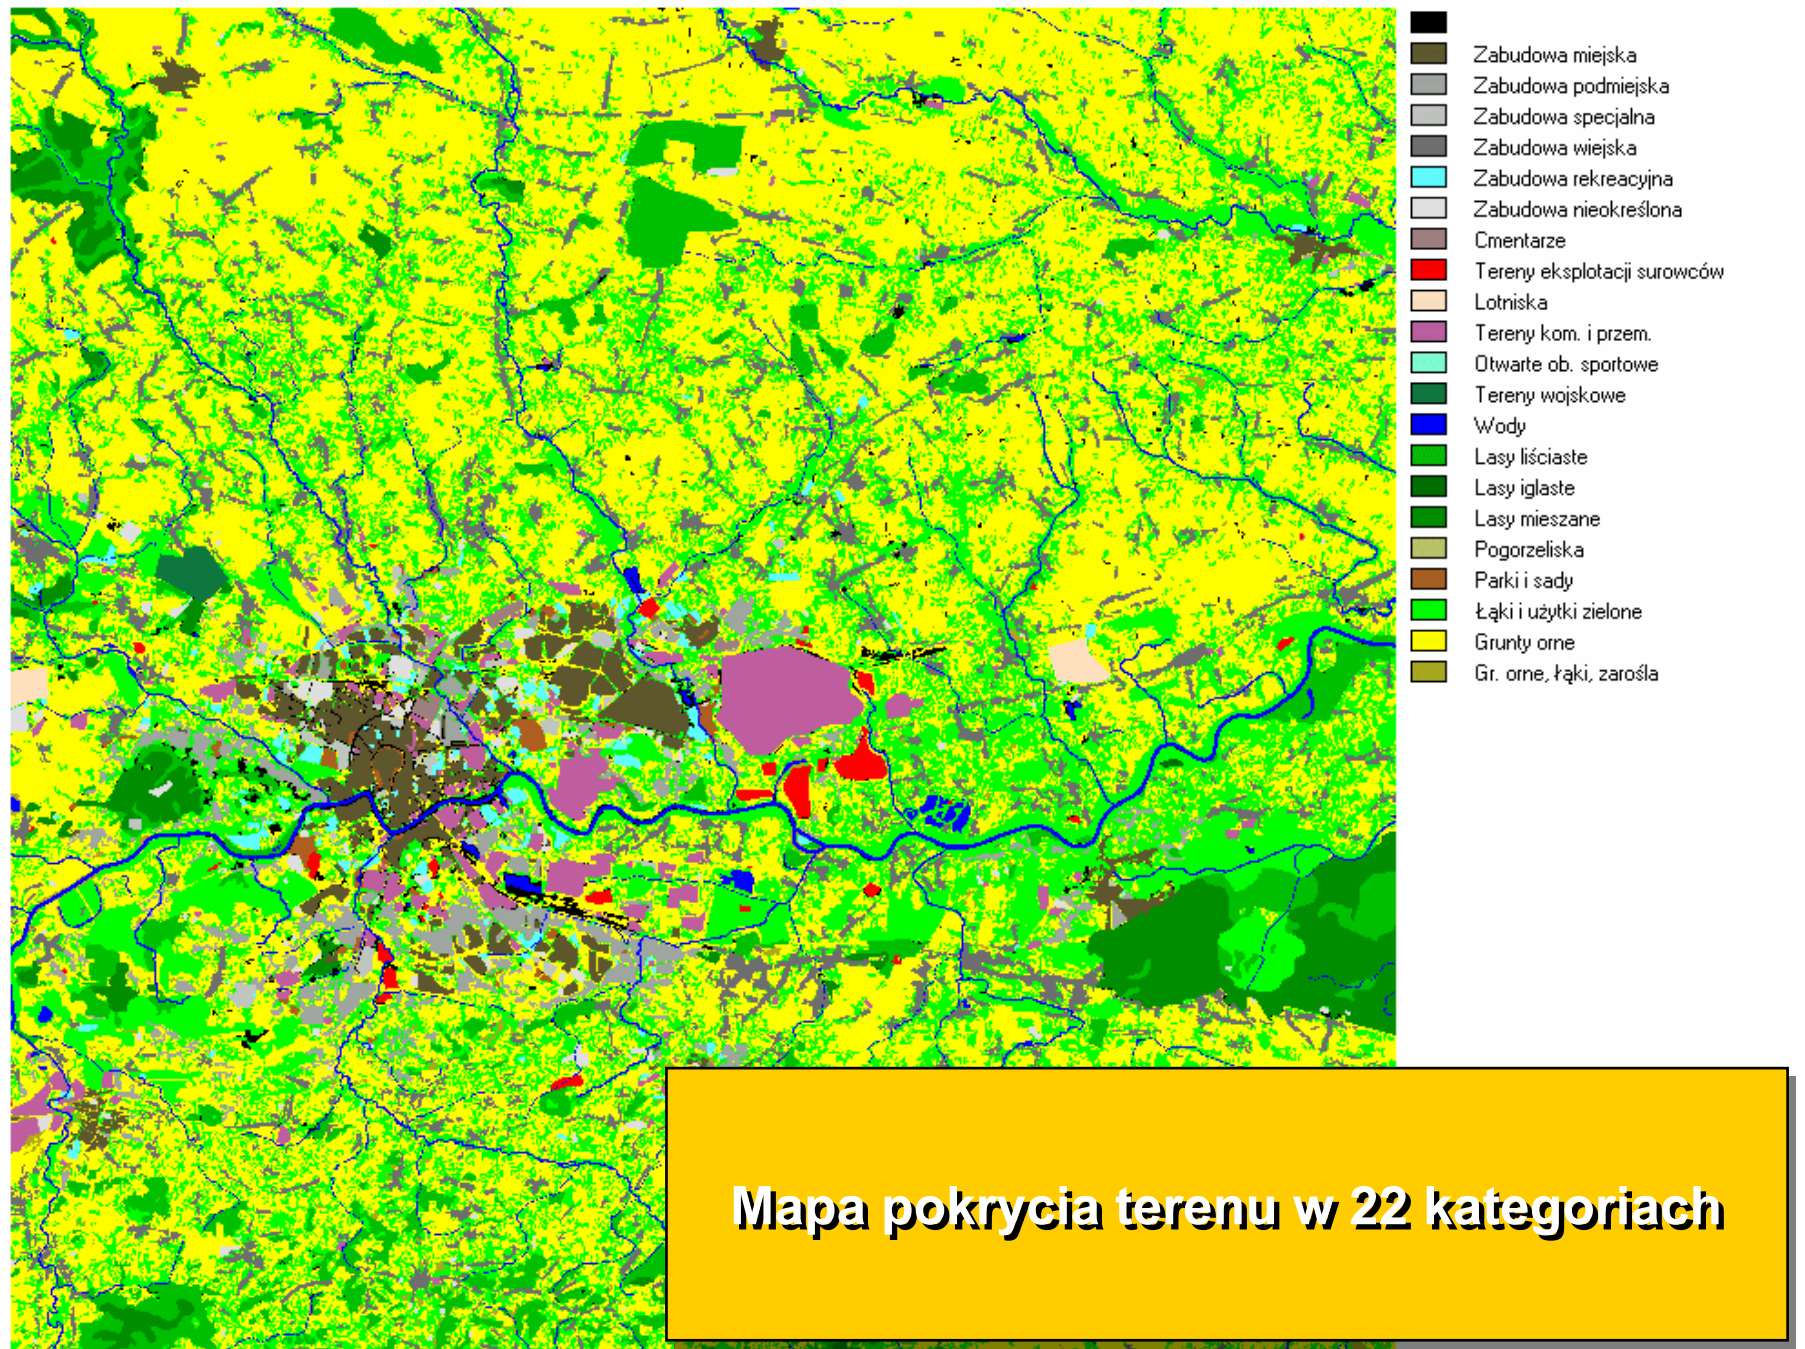 Zabudowa miejska
Zabudowa podmiejska
Zabudowa specjalna
Zabudowa wiejska
Zabudowa rekreacyjna
Zabudowa nieokreślona
Cmentarze
Tereny eksplotacji surowców
Lotniska
Tereny kom. i przem.
Otwarte ob. sportowe
Tereny wojskowe
Wody
Lasy liściaste
Lasy iglaste
Lasy mieszane
Pogorzeliska
Parki i sady
Łąki i użytki zielone
Grunty orne
Gr. orne, łąki, zarośla
Mapa pokrycia terenu w 22 kategoriach